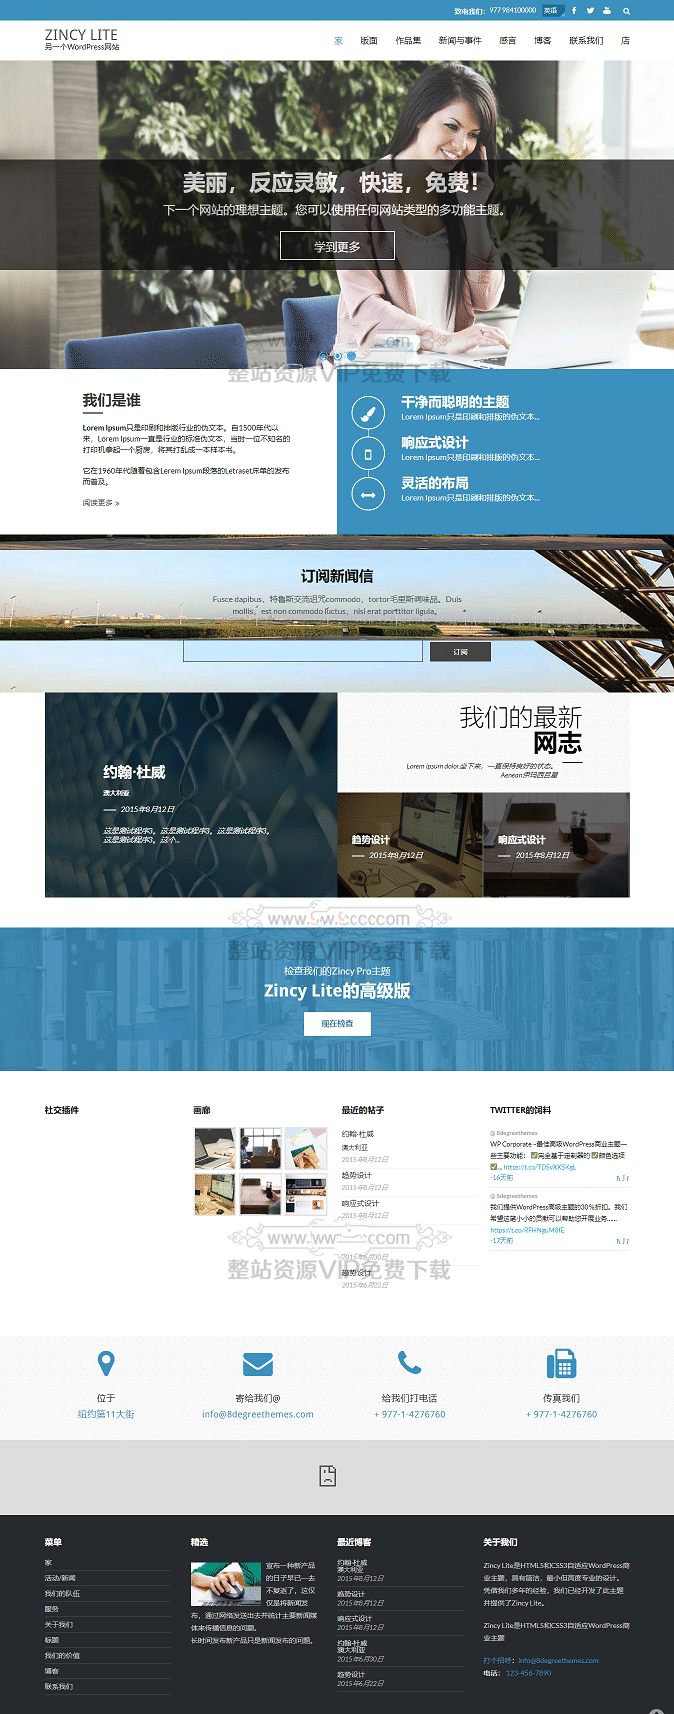 致电我们：977 984100000 英语
ZINCY LITE
另一个WordPress网站
家 版面 作品集 新闻与事件 感言 博客 联系我们 店
美丽，反应灵敏，快速，免费！
下一个网站的理想主题。您可以使用任何网站类型的多功能主题。
学到更多
整站资源VIP免费下载
我们是谁
Lorem Ipsum只是印刷和排版行业的伪文本。自1500年代以
来，Lorem Ipsum一直是行业的标准伪文本，当时一位不知名的
打印机拿起一个厨房，将其打乱成一本样本书。
它在1960年代随着包含Lorem Ipsum段落的Letraset床单的发布
而普及。
阅读更多 »
干净而聪明的主题
Lorem Ipsum只是印刷和排版的伪文本...
响应式设计
Lorem Ipsum只是印刷和排版的伪文本...
灵活的布局
Lorem Ipsum只是印刷和排版的伪文本...
订阅新闻信
Fusce dapibus，特鲁斯交流诅咒commodo，tortor毛里斯调味品。Duis
mollis，est non commodo luctus，nisi erat porttitor ligula。
订阅
约翰·杜威
澳大利亚
2015年8月12日
这是测试程序3。这是测试程序3。这是测试程序3。
这是测试程序3。这个...
我们的最新
网志
Lorem ipsum dolor坐下来，一直保持良好的状态。
Aenean伊玛西吕星
趋势设计
2015年8月12日
响应式设计
2015年8月12日
整站资源VIP免费下载
检查我们的Zincy Pro主题
Zincy Lite的高级版
现在检查
社交插件
画廊
最近的帖子
约翰·杜威
澳大利亚
2015年8月12日
趋势设计
2015年8月12日
响应式设计
2015年8月12日
2015年6月30日
趋势设计
2015年6月22日
TWITTER的饲料
@ 8degreethemes
WP Corporate -最佳高级WordPress商业主题—
些主要功能： ✅完全基于定制器的 ✅颜色选项
✅... https://t.co/TDSvXX5KgL
-16天前
@ 8degreethemes
我们提供WordPress高级主题的30％折扣。我们
希望这笔小小的贡献可以帮助您开展业务……
https://t.co/RFHNguM8fE
-17天前
整站资源VIP免费下载
位于
纽约第11大街
寄给我们@
info@8degreethemes.com
给我们打电话
+ 977-1-4276760
传真我们
+ 977-1-4276760
菜单
家
活动/新闻
我们的队伍
服务
关于我们
标题
我们的价值
博客
联系我们
精选
宣布一种新产品
的日子早已一去
不复返了，这仅
仅是将新闻发
布，通过网络发送出去并统计主要新闻媒
体来传播信息的问题。
长时间发布新产品只是新闻发布的问题。
最近博客
约翰·杜威
澳大利亚
2015年8月12日
趋势设计
2015年8月12日
响应式设计
2015年8月12日
约翰·杜威
澳大利亚
2015年6月30日
趋势设计
2015年6月22日
关于我们
Zincy Lite是HTML5和CSS3自适应WordPress商
业主题，具有简洁，最小但高度专业的设计。
凭借我们多年的经验，我们已经开发了此主题
并提供了Zincy Lite。
Zincy Lite是HTML5和CSS3自适应WordPress商
业主题
打个招呼：info@8degreethemes.com
电话： 123-456-7890